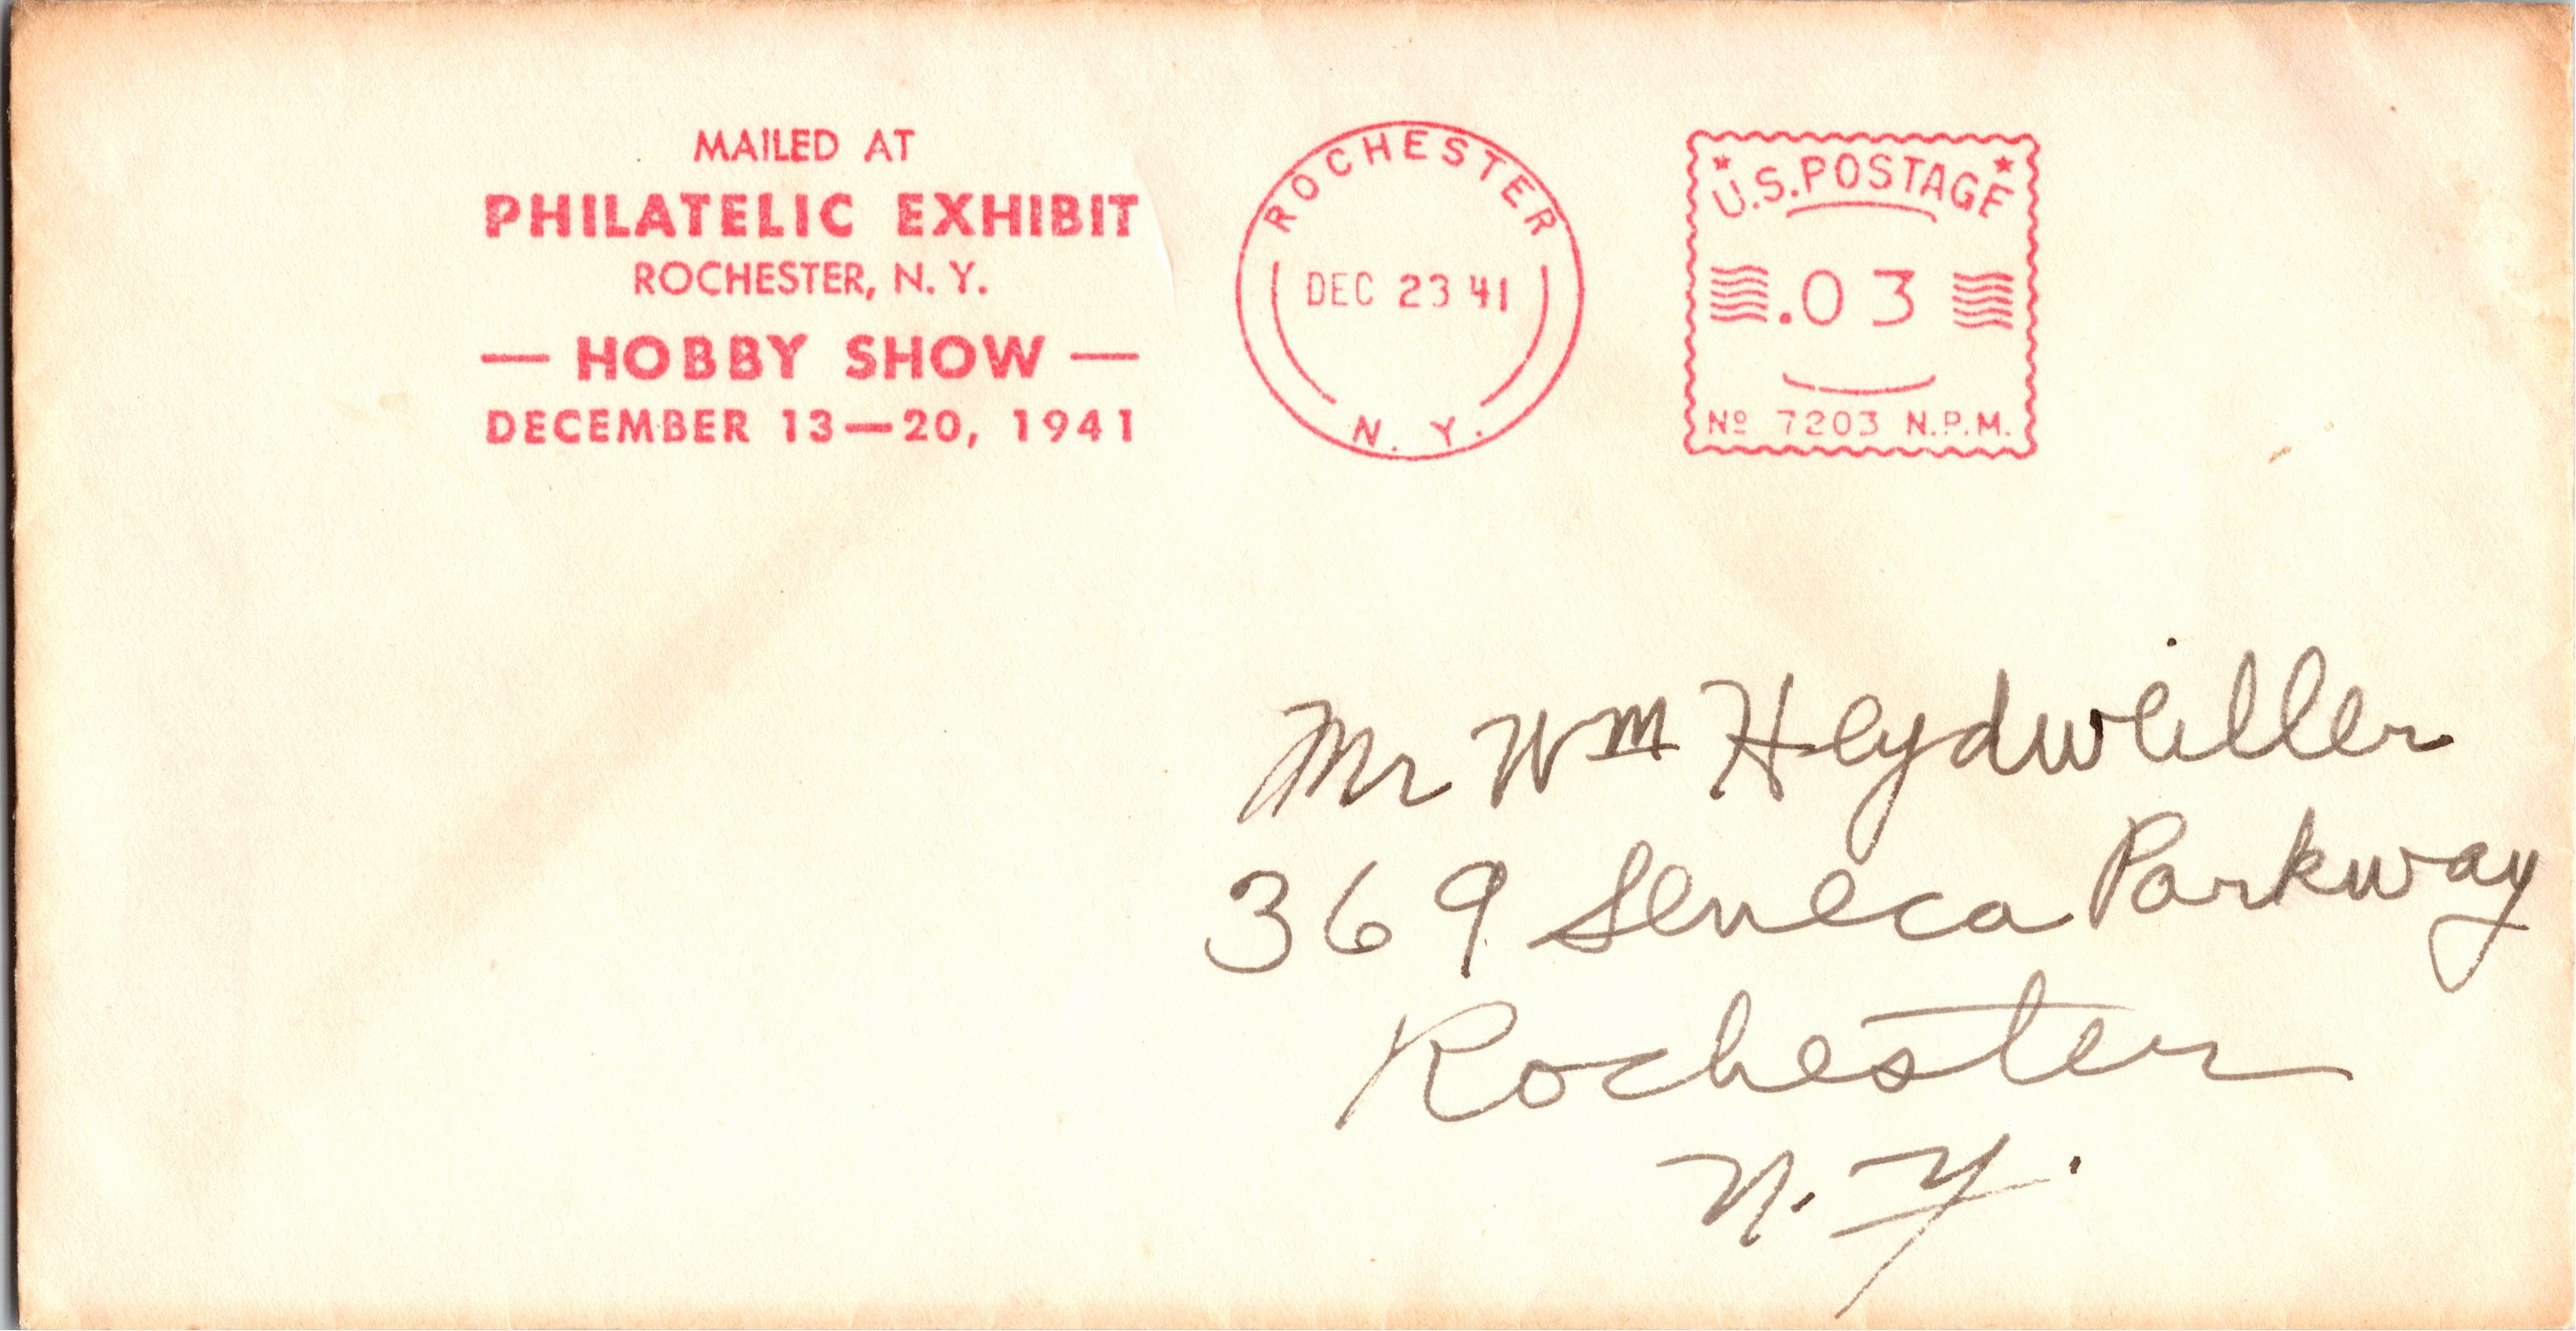 MAILED AT
PHILATELIC EXHIBIT
ROCHESTER, N. Y.
— HOBBY SHOW —
DECEMBER 13—20, 1941
ROCHESTER
DEC 23 41
N. Y.
U.S. POSTAGE
.03
Nº 7203 N.P.M.
Mr Wm Heydweiller
369 Seneca Parkway
Rochester
N. Y.